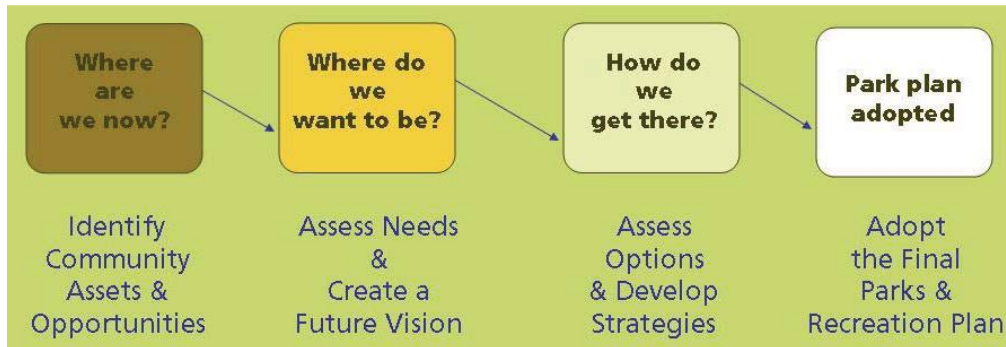 Where
are
we now?
Where do
we
want to be?
How do
we
get there?
Park plan
adopted
Identify
Community
Assets &
Opportunities
Assess Needs
&
Create a
Future Vision
Assess
Options
& Develop
Strategies
Adopt
the Final
Parks &
Recreation Plan